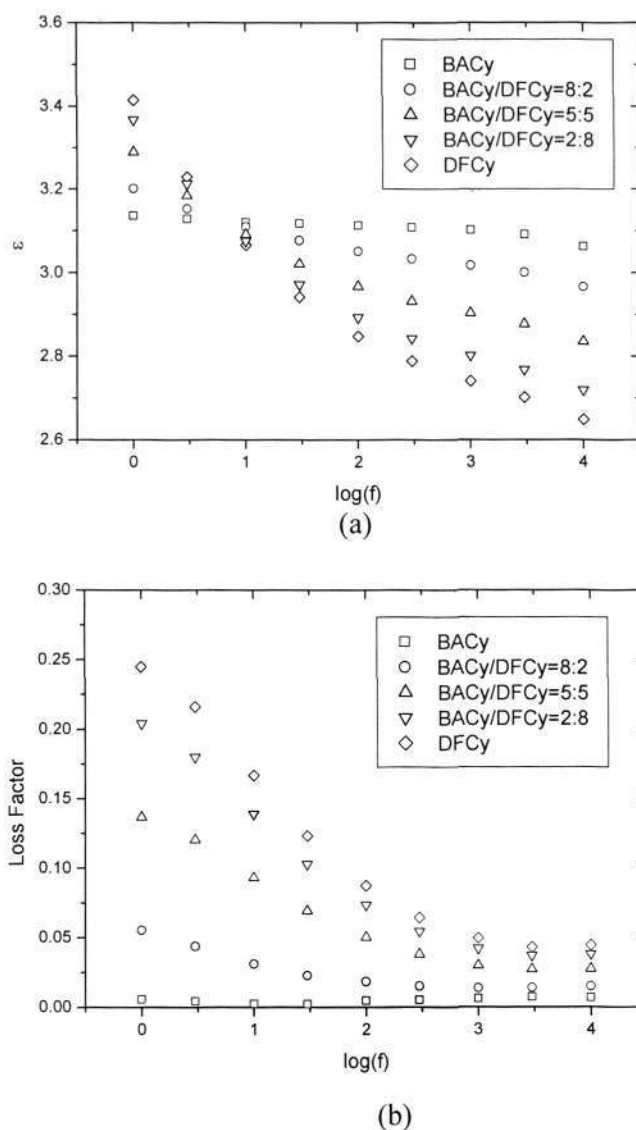 3.6
3.4
3.2
3.0
2.8
2.6
ε
BACy
BACy/DFCy=8:2
BACy/DFCy=5:5
BACy/DFCy=2:8
DFCy
0 1 2 3 4
log(f)
(a)
0.30
0.25
0.20
0.15
0.10
0.05
0.00
Loss Factor
BACy
BACy/DFCy=8:2
BACy/DFCy=5:5
BACy/DFCy=2:8
DFCy
0 1 2 3 4
log(f)
(b)